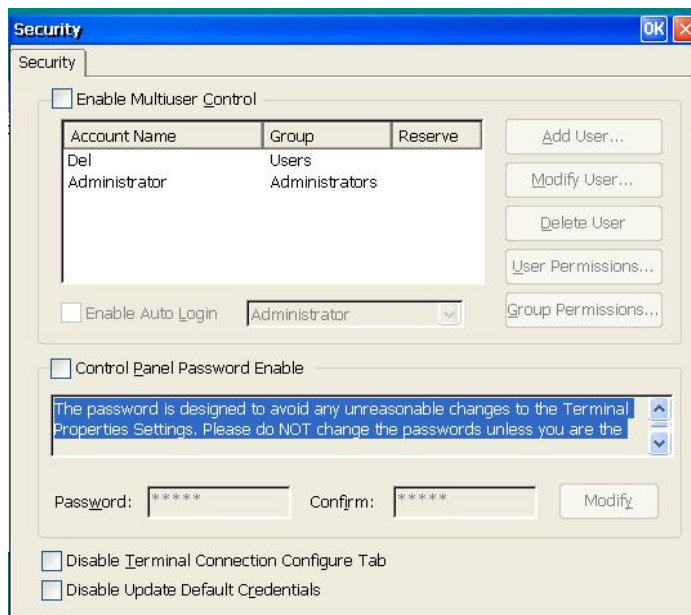 Security
OK
Security
Enable Multiuser Control
Account Name Group Reserve
Del Users
Administrator Administrators
Add User...
Modify User...
Delete User
User Permissions...
Group Permissions...
Enable Auto Login Administrator
Control Panel Password Enable
The password is designed to avoid any unreasonable changes to the Terminal
Properties Settings. Please do NOT change the passwords unless you are the
Password: ***** Confirm: ***** Modify
Disable Terminal Connection Configure Tab
Disable Update Default Credentials